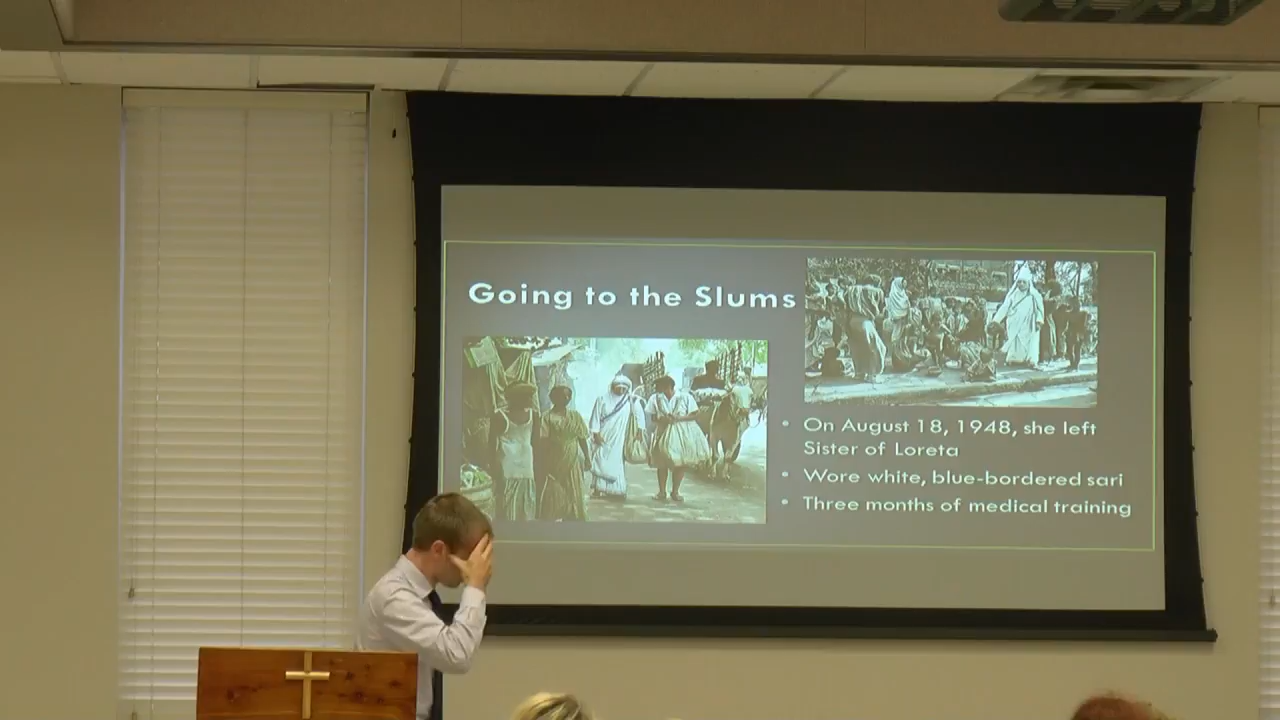 Going to the Slums
• On August 18, 1948, she left
Sister of Loreta
• Wore white, blue-bordered sari
• Three months of medical training